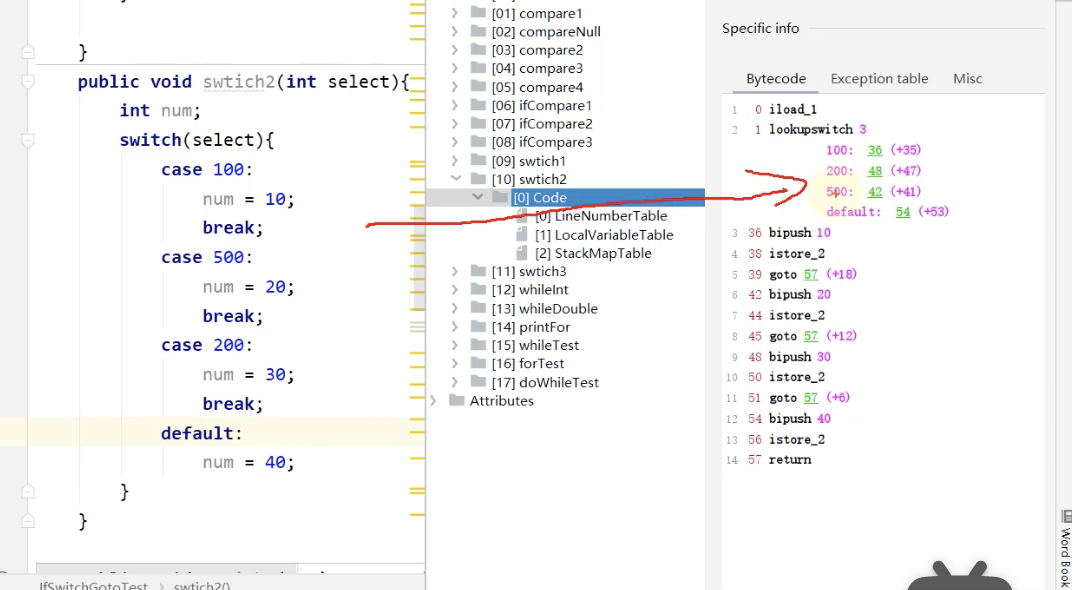 }
public void swtich2(int select){
int num;
switch(select){
case 100:
num = 10;
break;
case 500:
num = 20;
break;
case 200:
num = 30;
break;
default:
num = 40;
}
}
IfSwitchGotoTest > swtich2()
[01] compare1
[02] compareNull
[03] compare2
[04] compare3
[05] compare4
[06] ifCompare1
[07] ifCompare2
[08] ifCompare3
[09] swtich1
[10] swtich2
[0] Code
[0] LineNumberTable
[1] LocalVariableTable
[2] StackMapTable
[11] swtich3
[12] whileInt
[13] whileDouble
[14] printFor
[15] whileTest
[16] forTest
[17] doWhileTest
Attributes
Specific info
Bytecode Exception table Misc
1 0 iload_1
2 1 lookupswitch 3
100: 36 (+35)
200: 48 (+47)
500: 42 (+41)
default: 54 (+53)
3 36 bipush 10
4 38 istore_2
5 39 goto 57 (+18)
6 42 bipush 20
7 44 istore_2
8 45 goto 57 (+12)
9 48 bipush 30
10 50 istore_2
11 51 goto 57 (+6)
12 54 bipush 40
13 56 istore_2
14 57 return
Word Book